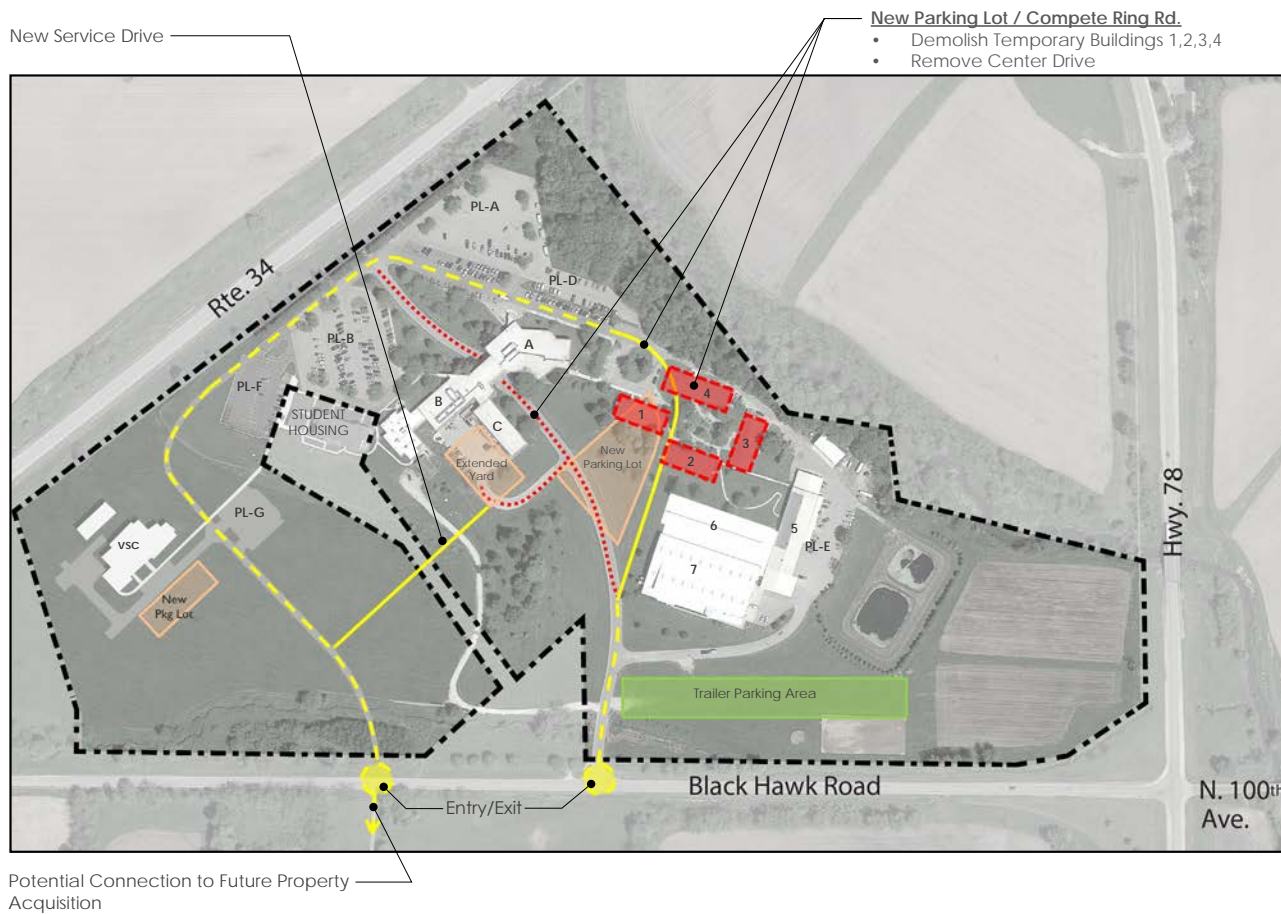 New Service Drive
New Parking Lot / Compete Ring Rd.
• Demolish Temporary Buildings 1,2,3,4
• Remove Center Drive
PL-A
Rte. 34
PL-D
PL-B
A
PL-F
4
B
1
STUDENT
HOUSING
C
3
New
Parking Lot
2
Extended
Yard
Hwy. 78
PL-G
6
5
VSC
PL-E
7
New
Pkg Lot
Trailer Parking Area
Black Hawk Road
N. 100th
Ave.
Entry/Exit
Potential Connection to Future Property
Acquisition